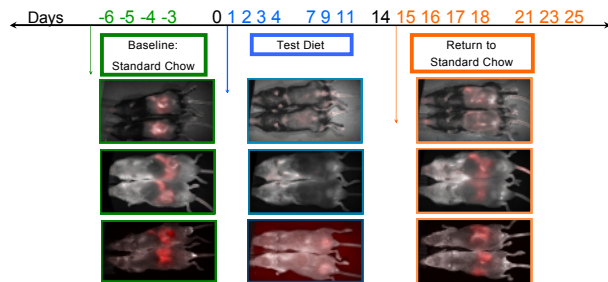 Days -6 -5 -4 -3 0 1 2 3 4 7 9 11 14 15 16 17 18 21 23 25
Baseline:
Standard Chow
Test Diet
Return to
Standard Chow